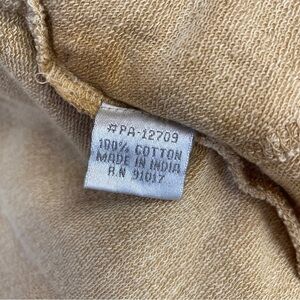 #PA-12709
100% COTTON
MADE IN INDIA
R.N 91017